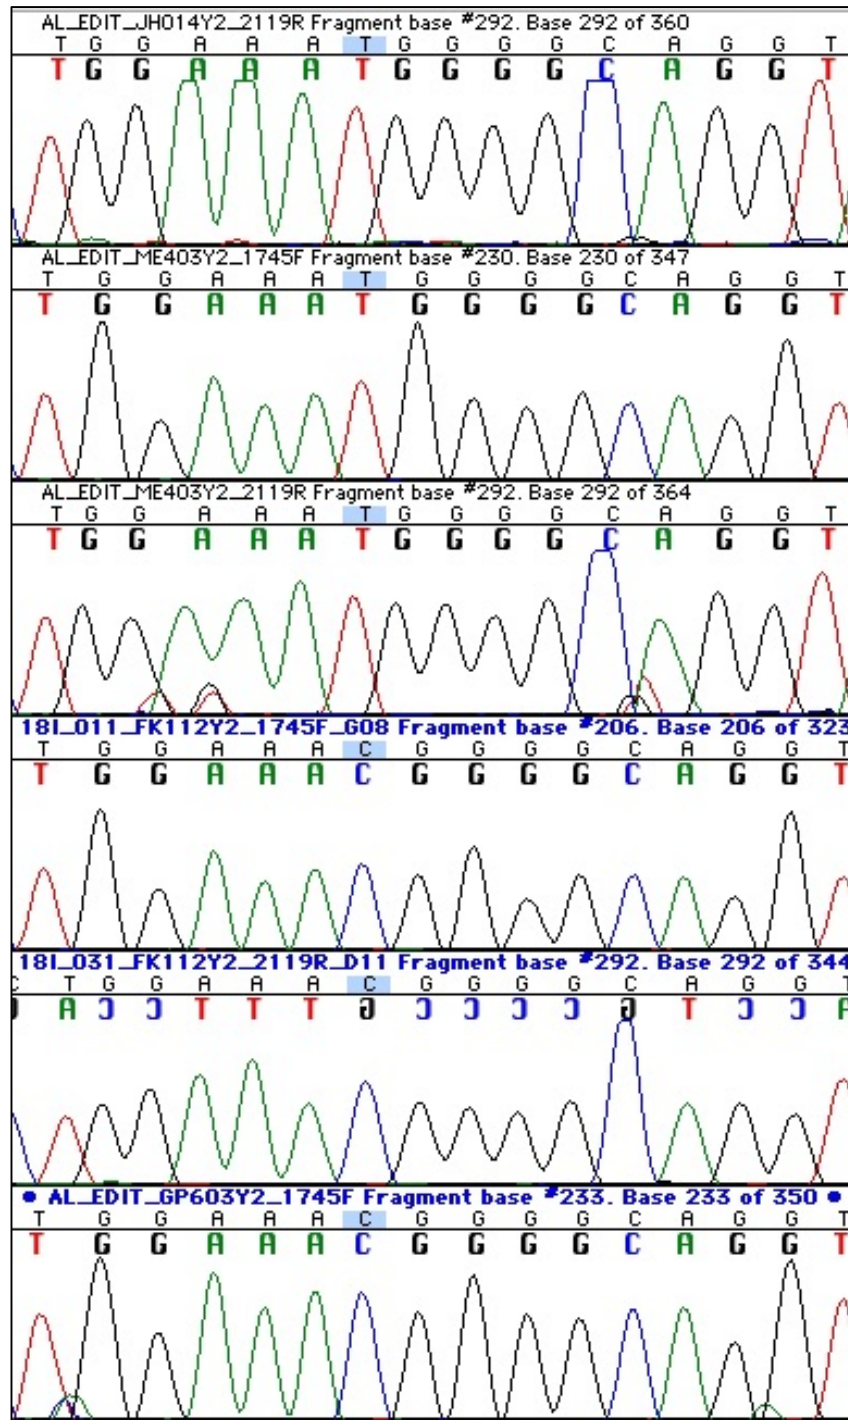 AL_EDIT_JH014Y2_2119R Fragment base #292. Base 292 of 360
T G G A A A T G G G G C A G G T
T G G A A A T G G G G C A G G T
AL_EDIT_ME403Y2_1745F Fragment base #230. Base 230 of 347
T G G A A A T G G G G C A G G T
T G G A A A T G G G G C A G G T
AL_EDIT_ME403Y2_2119R Fragment base #292. Base 292 of 364
T G G A A A T G G G G C A G G T
T G G A A A T G G G G C A G G T
18I_011_FK112Y2_1745F_G08 Fragment base #206. Base 206 of 323
T G G A A A C G G G G C A G G T
T G G A A A C G G G G C A G G T
18I_031_FK112Y2_2119R_D11 Fragment base #292. Base 292 of 344
C T G G A A A C G G G G C A G G T
A C C T T T G C C C C G T C C A
• AL_EDIT_GP603Y2_1745F Fragment base #233. Base 233 of 350 •
T G G A A A C G G G G C A G G T
T G G A A A C G G G G C A G G T